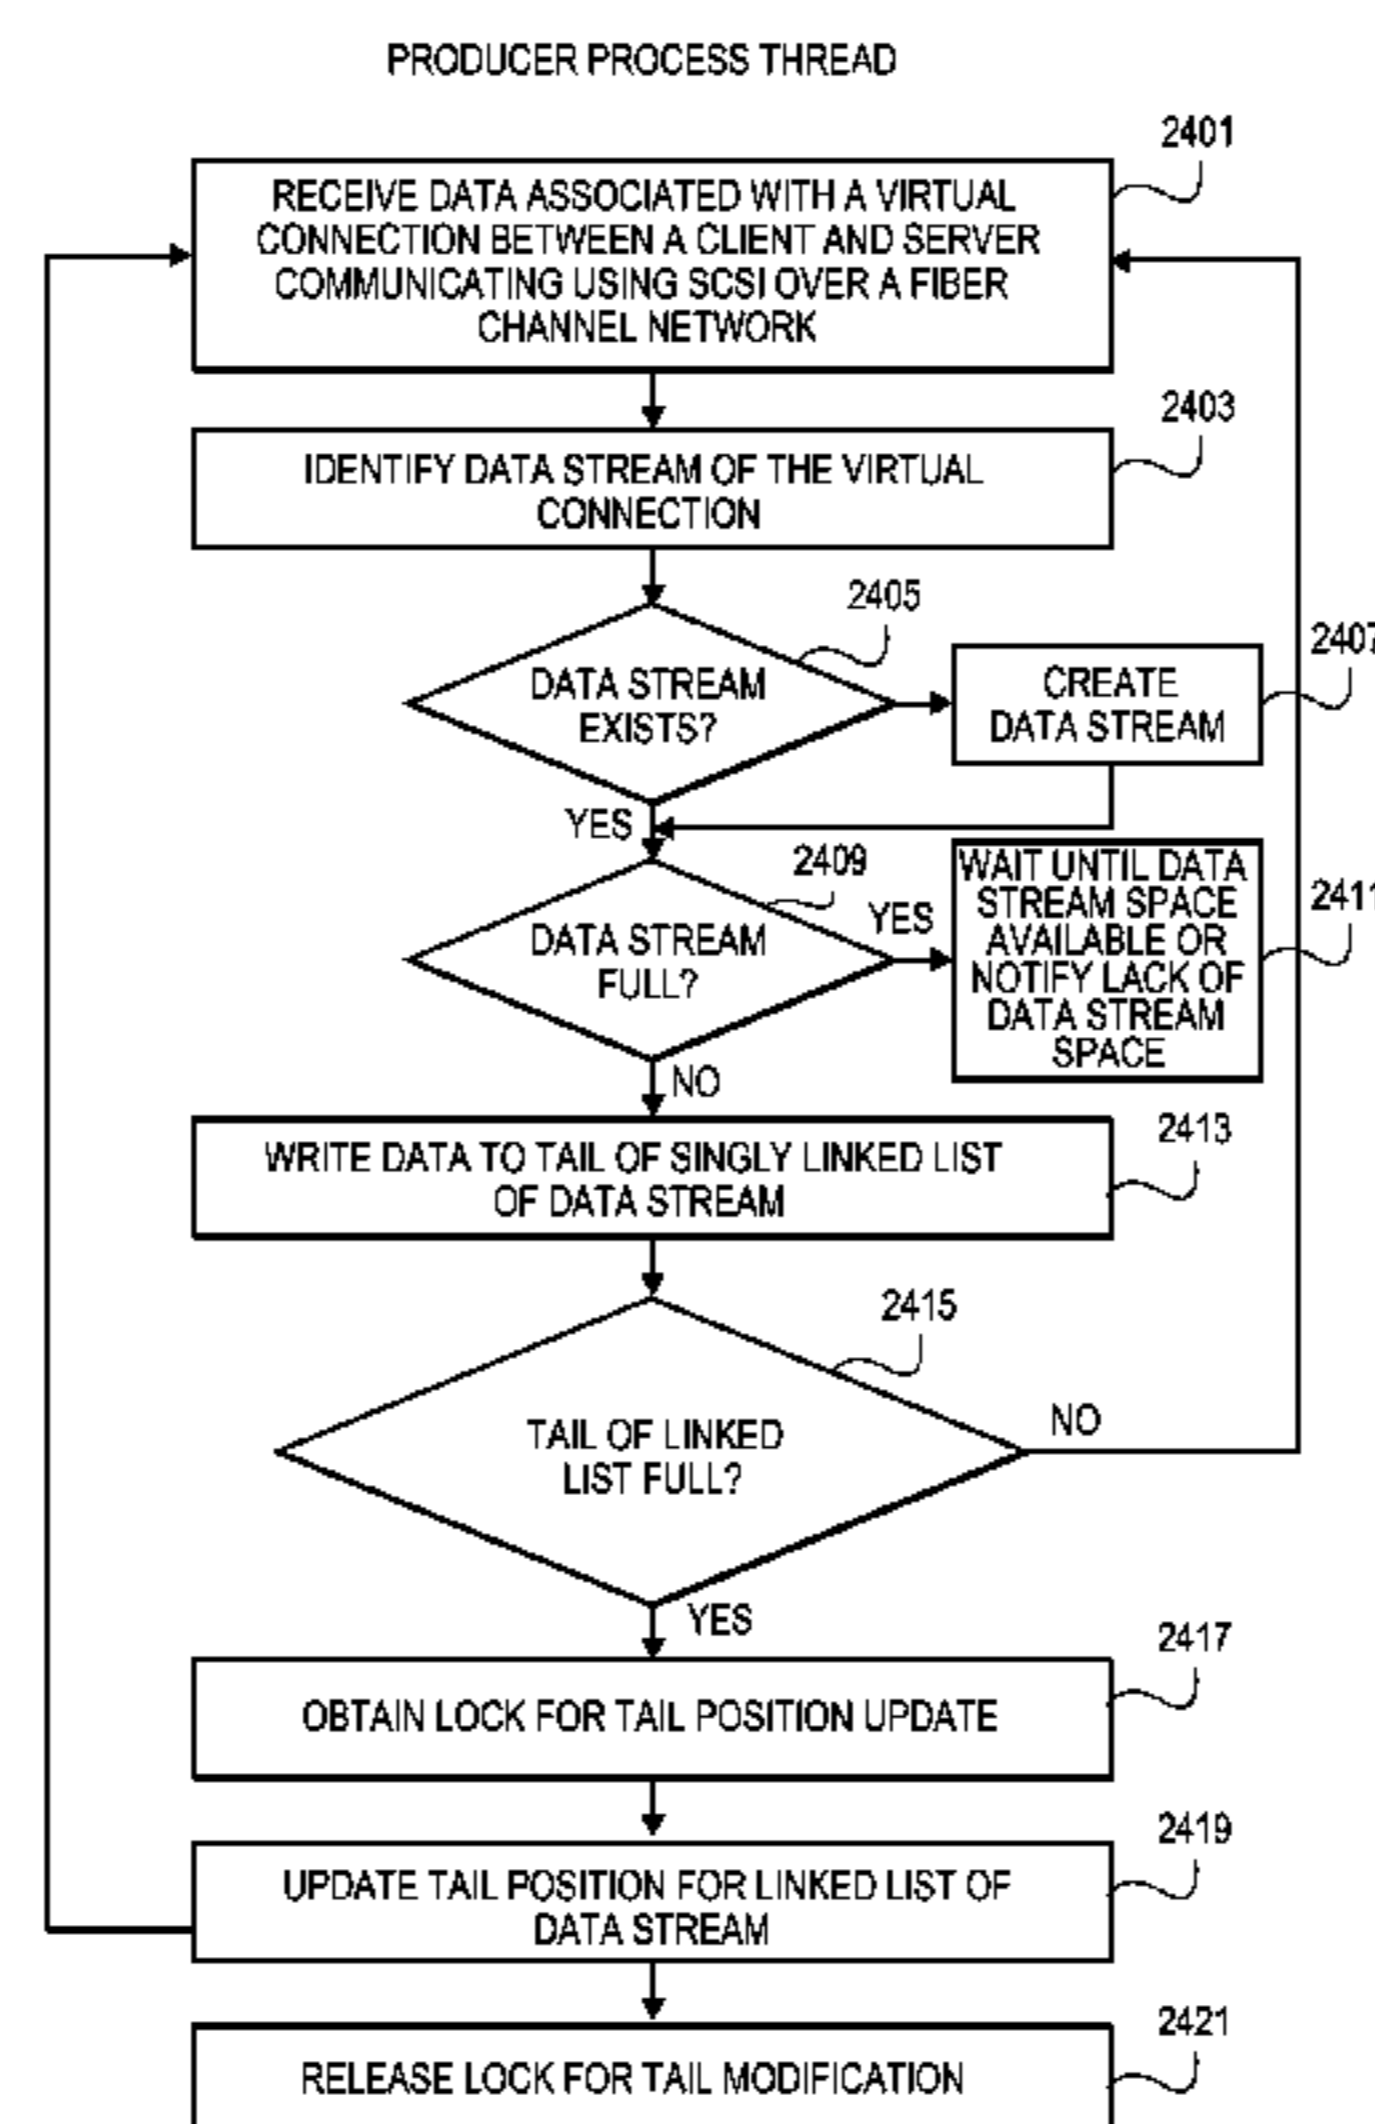 PRODUCER PROCESS THREAD
2401
RECEIVE DATA ASSOCIATED WITH A VIRTUAL
CONNECTION BETWEEN A CLIENT AND SERVER
COMMUNICATING USING SCSI OVER A FIBER
CHANNEL NETWORK
2403
IDENTIFY DATA STREAM OF THE VIRTUAL
CONNECTION
2405
DATA STREAM
EXISTS?
2407
CREATE
DATA STREAM
YES
2409
DATA STREAM
FULL?
YES
WAIT UNTIL DATA
STREAM SPACE
AVAILABLE OR
NOTIFY LACK OF
DATA STREAM
SPACE
2411
NO
2413
WRITE DATA TO TAIL OF SINGLY LINKED LIST
OF DATA STREAM
2415
TAIL OF LINKED
LIST FULL?
NO
YES
2417
OBTAIN LOCK FOR TAIL POSITION UPDATE
2419
UPDATE TAIL POSITION FOR LINKED LIST OF
DATA STREAM
2421
RELEASE LOCK FOR TAIL MODIFICATION